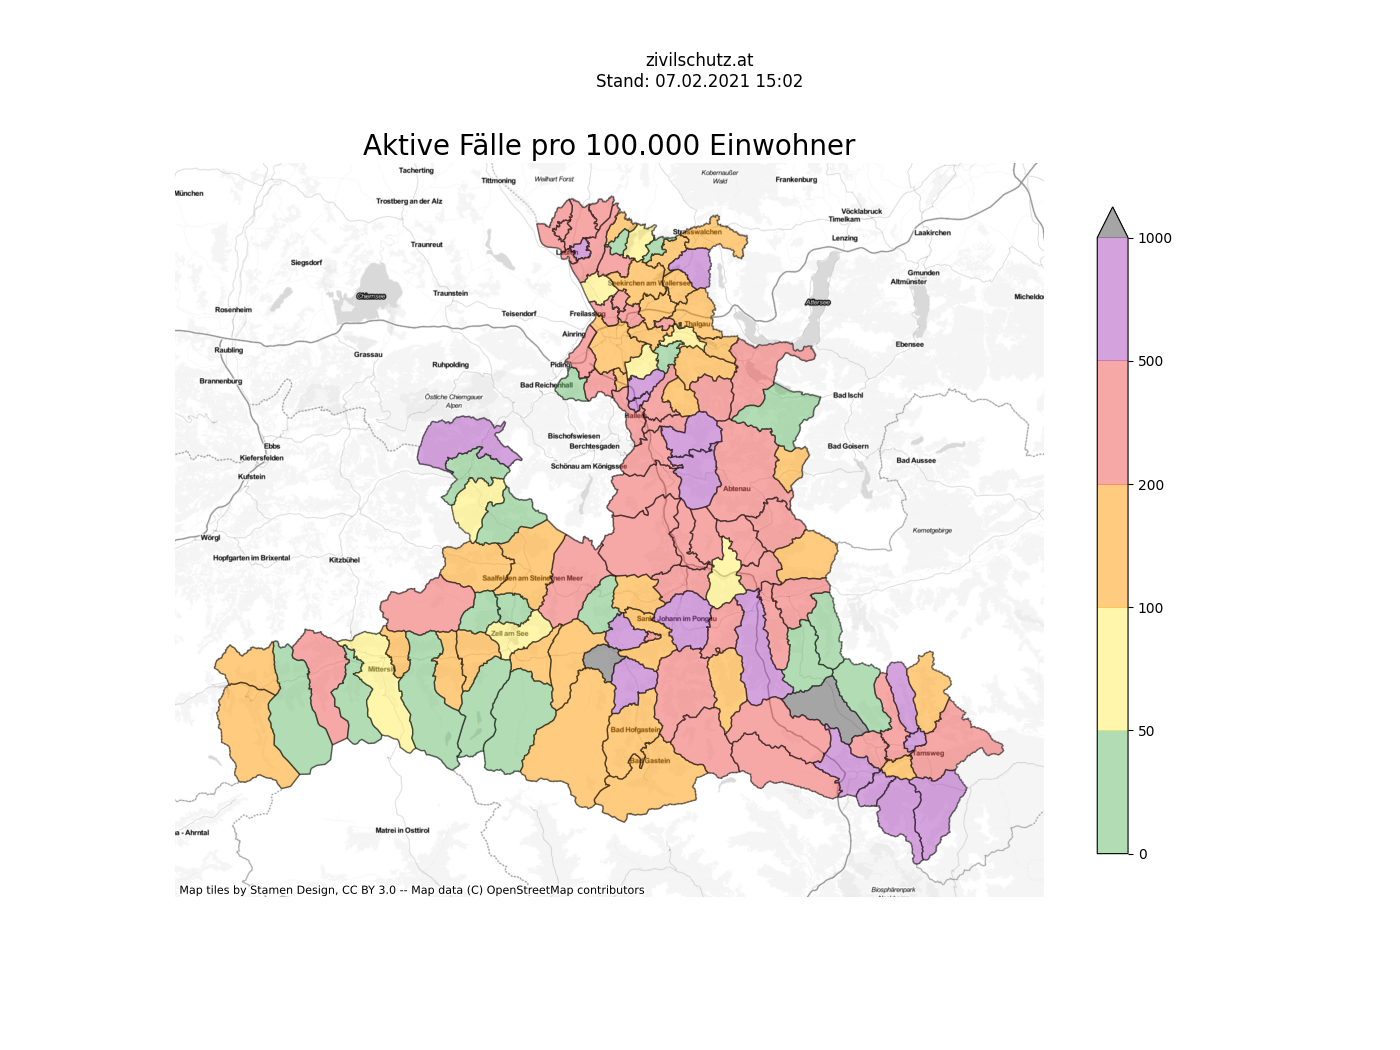 zivilschutz.at
Stand: 07.02.2021 15:02
Aktive Fälle pro 100.000 Einwohner
Tacherting
Tittmoning
Weilhart Forst
Kobernaußer
Wald
Frankenburg
München
Trostberg an der Alz
Vöcklabruck
Timelkam
Laakirchen
Strasswalchen
Lenzing
Traunreut
Siegsdorf
Gmunden
Altmünster
Seekirchen am Wallersee
Traunstein
Chiemsee
Micheldo
Attersee
Rosenheim
Teisendorf
Freilassing
Thalgau
Ainring
Ebensee
Raubling
Grassau
Ruhpolding
Piding
Brannenburg
Bad Reichenhall
Östliche Chiemgauer
Alpen
Bad Ischl
Hallein
Bischofswiesen
Berchtesgaden
Ebbs
Kiefersfelden
Bad Goisern
Bad Aussee
Schönau am Königssee
Kufstein
Abtenau
Kemetgebirge
Wörgl
Hopfgarten im Brixental
Kitzbühel
Saalfelden am Steinernen Meer
Sankt Johann im Pongau
Zell am See
Mittersi
Bad Hofgastein
Bad Gastein
Tamsweg
Matrei in Osttirol
a - Ahrntal
Biosphärenpark
Map tiles by Stamen Design, CC BY 3.0 -- Map data (C) OpenStreetMap contributors
1000
500
200
100
50
0